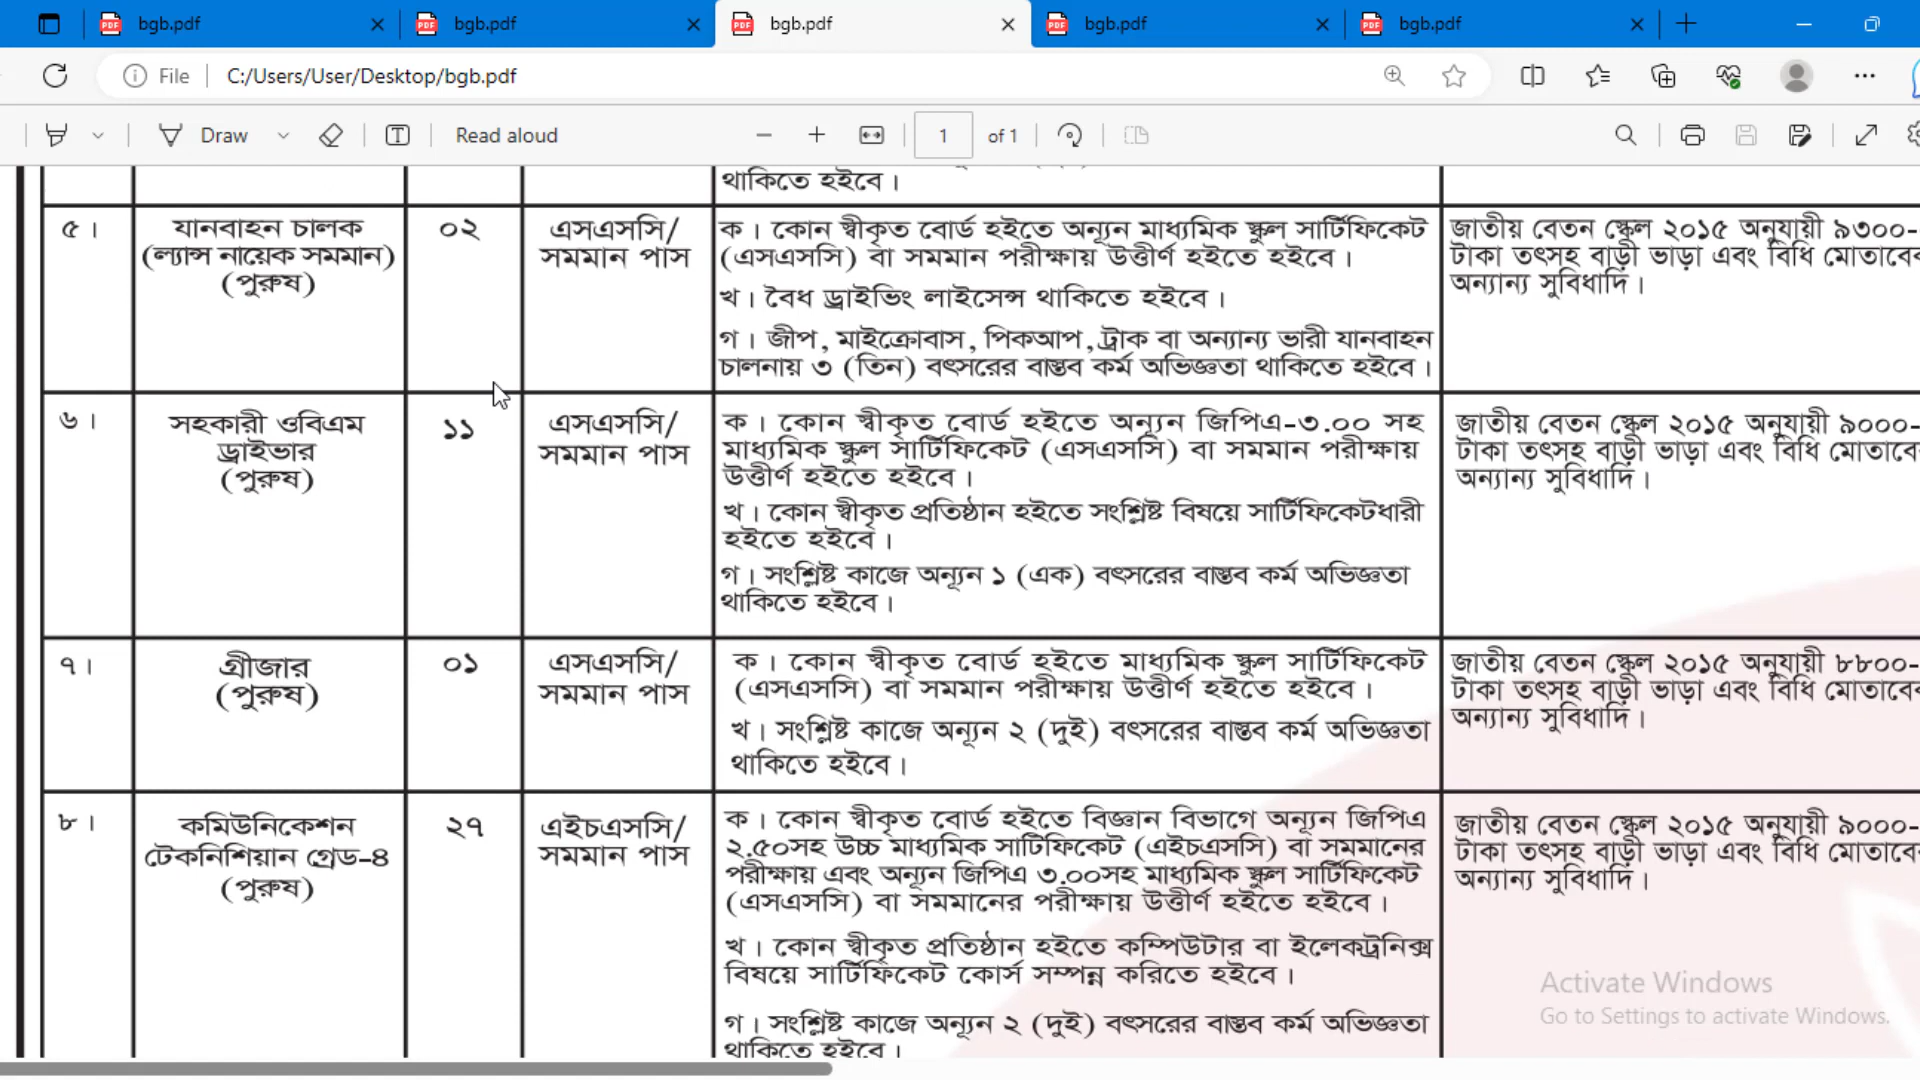 bgb.pdf
bgb.pdf
bgb.pdf
bgb.pdf
bgb.pdf
File
C:/Users/User/Desktop/bgb.pdf
Draw
Read aloud
1
of 1
থাকিতে হইবে।
৫।
যানবাহন চালক
(ল্যান্স নায়েক সমমান)
(পুরুষ)
০২
এসএসসি/
সমমান পাস
ক। কোন স্বীকৃত বোর্ড হইতে অন্যূন মাধ্যমিক স্কুল সার্টিফিকেট
(এসএসসি) বা সমমান পরীক্ষায় উত্তীর্ণ হইতে হইবে।
খ। বৈধ ড্রাইভিং লাইসেন্স থাকিতে হইবে।
গ। জীপ, মাইক্রোবাস, পিকআপ, ট্রাক বা অন্যান্য ভারী যানবাহন
চালনায় ৩ (তিন) বৎসরের বাস্তব কর্ম অভিজ্ঞতা থাকিতে হইবে।
জাতীয় বেতন স্কেল ২০১৫ অনুযায়ী ৯৩০০-
টাকা তৎসহ বাড়ী ভাড়া এবং বিধি মোতাবে
অন্যান্য সুবিধাদি।
৬।
সহকারী ওবিএম
ড্রাইভার
(পুরুষ)
১১
এসএসসি/
সমমান পাস
ক। কোন স্বীকৃত বোর্ড হইতে অন্যূন জিপিএ-৩.০০ সহ
মাধ্যমিক স্কুল সার্টিফিকেট (এসএসসি) বা সমমান পরীক্ষায়
উত্তীর্ণ হইতে হইবে।
খ। কোন স্বীকৃত প্রতিষ্ঠান হইতে সংশ্লিষ্ট বিষয়ে সার্টিফিকেটধারী
হইতে হইবে।
গ। সংশ্লিষ্ট কাজে অন্যূন ১ (এক) বৎসরের বাস্তব কর্ম অভিজ্ঞতা
থাকিতে হইবে।
জাতীয় বেতন স্কেল ২০১৫ অনুযায়ী ৯০০০-
টাকা তৎসহ বাড়ী ভাড়া এবং বিধি মোতাবে
অন্যান্য সুবিধাদি।
৭।
গ্রীজার
(পুরুষ)
০১
এসএসসি/
সমমান পাস
ক। কোন স্বীকৃত বোর্ড হইতে মাধ্যমিক স্কুল সার্টিফিকেট
(এসএসসি) বা সমমান পরীক্ষায় উত্তীর্ণ হইতে হইবে।
খ। সংশ্লিষ্ট কাজে অন্যূন ২ (দুই) বৎসরের বাস্তব কর্ম অভিজ্ঞতা
থাকিতে হইবে।
জাতীয় বেতন স্কেল ২০১৫ অনুযায়ী ৮৮০০-
টাকা তৎসহ বাড়ী ভাড়া এবং বিধি মোতাবে
অন্যান্য সুবিধাদি।
৮।
কমিউনিকেশন
টেকনিশিয়ান গ্রেড-৪
(পুরুষ)
২৭
এইচএসসি/
সমমান পাস
ক। কোন স্বীকৃত বোর্ড হইতে বিজ্ঞান বিভাগে অন্যূন জিপিএ
২.৫০সহ উচ্চ মাধ্যমিক সার্টিফিকেট (এইচএসসি) বা সমমানের
পরীক্ষায় এবং অন্যূন জিপিএ ৩.০০সহ মাধ্যমিক স্কুল সার্টিফিকেট
(এসএসসি) বা সমমানের পরীক্ষায় উত্তীর্ণ হইতে হইবে।
খ। কোন স্বীকৃত প্রতিষ্ঠান হইতে কম্পিউটার বা ইলেকট্রনিক্স
বিষয়ে সার্টিফিকেট কোর্স সম্পন্ন করিতে হইবে।
গ। সংশ্লিষ্ট কাজে অন্যূন ২ (দুই) বৎসরের বাস্তব কর্ম অভিজ্ঞতা
থাকিতে হইবে।
জাতীয় বেতন স্কেল ২০১৫ অনুযায়ী ৯০০০-
টাকা তৎসহ বাড়ী ভাড়া এবং বিধি মোতাবে
অন্যান্য সুবিধাদি।
Activate Windows
Go to Settings to activate Windows.